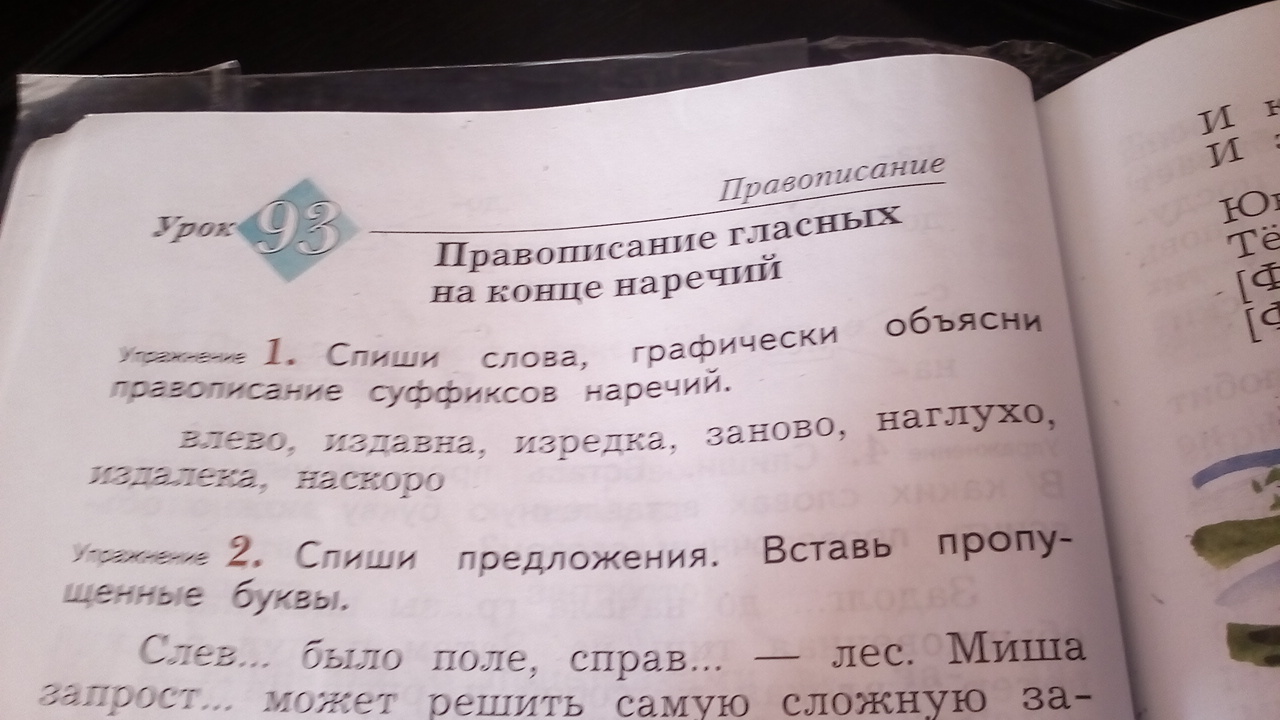 Правописание
Урок 93
Правописание гласных
на конце наречий
Упражнение 1. Спиши слова, графически объясни
правописание суффиксов наречий.
влево, издавна, изредка, заново, наглухо,
издалека, наскоро
Упражнение 2. Спиши предложения. Вставь пропу-
щенные буквы.
Слев... было поле, справ... — лес. Миша
запрост... может решить самую сложную за-
И
И
Тё
[Ф
[Ф